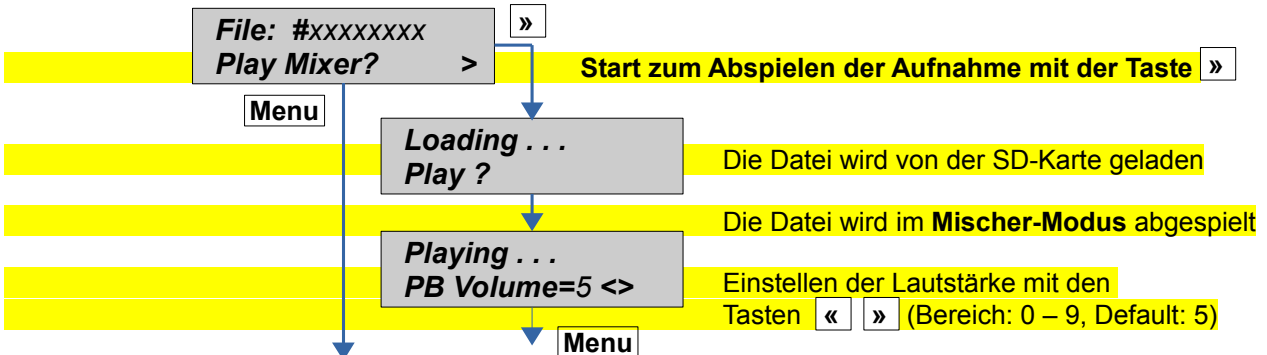 File: #xxxxxxxx
»
Play Mixer? >
Start zum Abspielen der Aufnahme mit der Taste »
Menu
Loading . . .
Play ?
Die Datei wird von der SD-Karte geladen
Die Datei wird im Mischer-Modus abgespielt
Playing . . .
PB Volume=5 <>
Einstellen der Lautstärke mit den
Tasten « » (Bereich: 0 – 9, Default: 5)
Menu